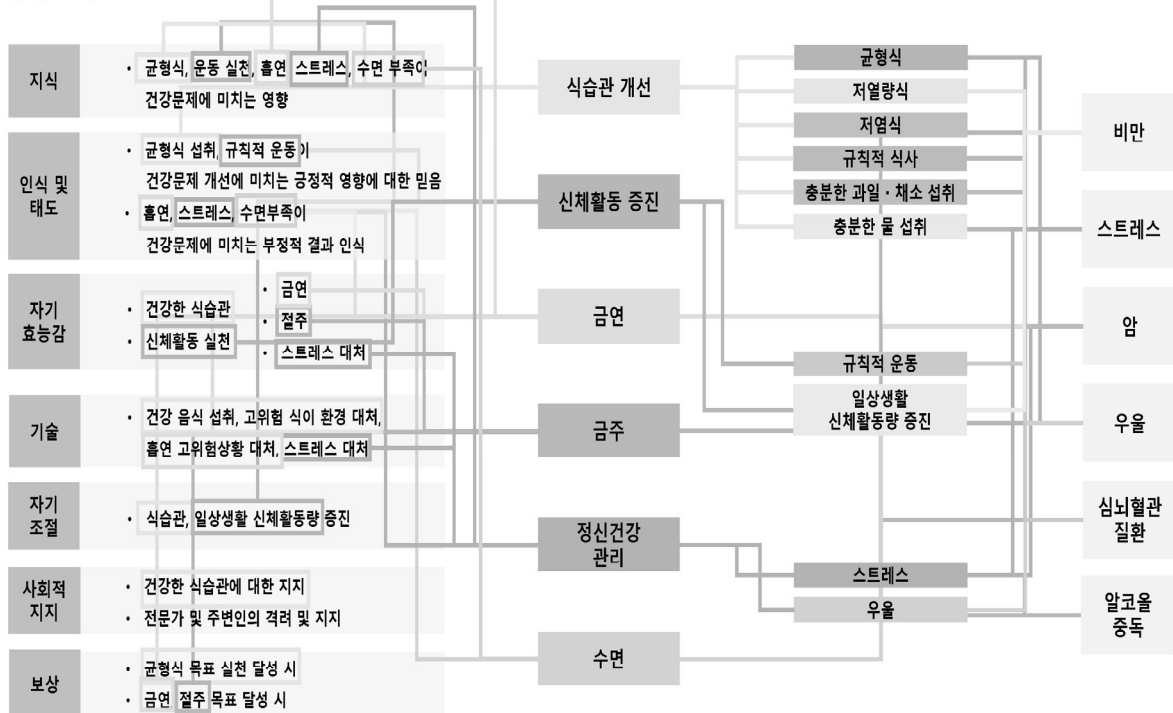 지식
• 균형식, 운동 실천, 흡연 스트레스, 수면 부족이
건강문제에 미치는 영향
인식 및
태도
• 균형식 섭취, 규칙적 운동이
건강문제 개선에 미치는 긍정적 영향에 대한 믿음
• 흡연, 스트레스, 수면부족이
건강문제에 미치는 부정적 결과 인식
자기
효능감
• 건강한 식습관
• 신체활동 실천
• 금연
• 절주
• 스트레스 대처
기술
• 건강 음식 섭취, 고위험 식이 환경 대처,
흡연 고위험상황 대처, 스트레스 대처
자기
조절
• 식습관, 일상생활 신체활동량 증진
사회적
지지
• 건강한 식습관에 대한 지지
• 전문가 및 주변인의 격려 및 지지
보상
• 균형식 목표 실천 달성 시
• 금연 절주 목표 달성 시
식습관 개선
신체활동 증진
금연
금주
정신건강
관리
수면
균형식
저열량식
저염식
규칙적 식사
충분한 과일 · 채소 섭취
충분한 물 섭취
규칙적 운동
일상생활
신체활동량 증진
스트레스
우울
비만
스트레스
암
우울
심뇌혈관
질환
알코올
중독